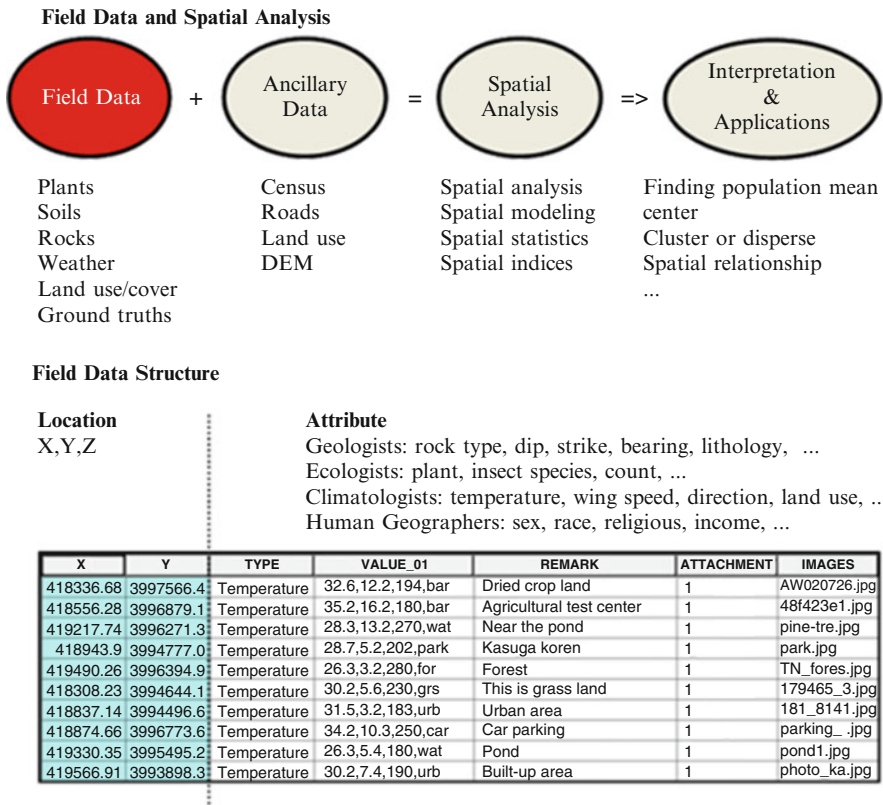 Field Data and Spatial Analysis
Field Data + Ancillary Data = Spatial Analysis => Interpretation & Applications
Plants
Soils
Rocks
Weather
Land use/cover
Ground truths
Census
Roads
Land use
DEM
Spatial analysis
Spatial modeling
Spatial statistics
Spatial indices
Finding population mean
center
Cluster or disperse
Spatial relationship
...
Field Data Structure
Location
X,Y,Z
Attribute
Geologists: rock type, dip, strike, bearing, lithology, ...
Ecologists: plant, insect species, count, ...
Climatologists: temperature, wing speed, direction, land use, ..
Human Geographers: sex, race, religious, income, ...
X Y TYPE VALUE_01 REMARK ATTACHMENT IMAGES
418336.68 3997566.4 Temperature 32.6,12.2,194,bar Dried crop land 1 AW020726.jpg
418556.28 3996879.1 Temperature 35.2,16.2,180,bar Agricultural test center 1 48f423e1.jpg
419217.74 3996271.3 Temperature 28.3,13.2,270,wat Near the pond 1 pine-tre.jpg
418943.9 3994777.0 Temperature 28.7,5.2,202,park Kasuga koren 1 park.jpg
419490.26 3996394.9 Temperature 26.3,3.2,280,for Forest 1 TN_fores.jpg
418308.23 3994644.1 Temperature 30.2,5.6,230,grs This is grass land 1 179465_3.jpg
418837.14 3994496.6 Temperature 31.5,3.2,183,urb Urban area 1 181_8141.jpg
418874.66 3996773.6 Temperature 34.2,10.3,250,car Car parking 1 parking_ .jpg
419330.35 3995495.2 Temperature 26.3,5.4,180,wat Pond 1 pond1.jpg
419566.91 3993898.3 Temperature 30.2,7.4,190,urb Built-up area 1 photo_ka.jpg